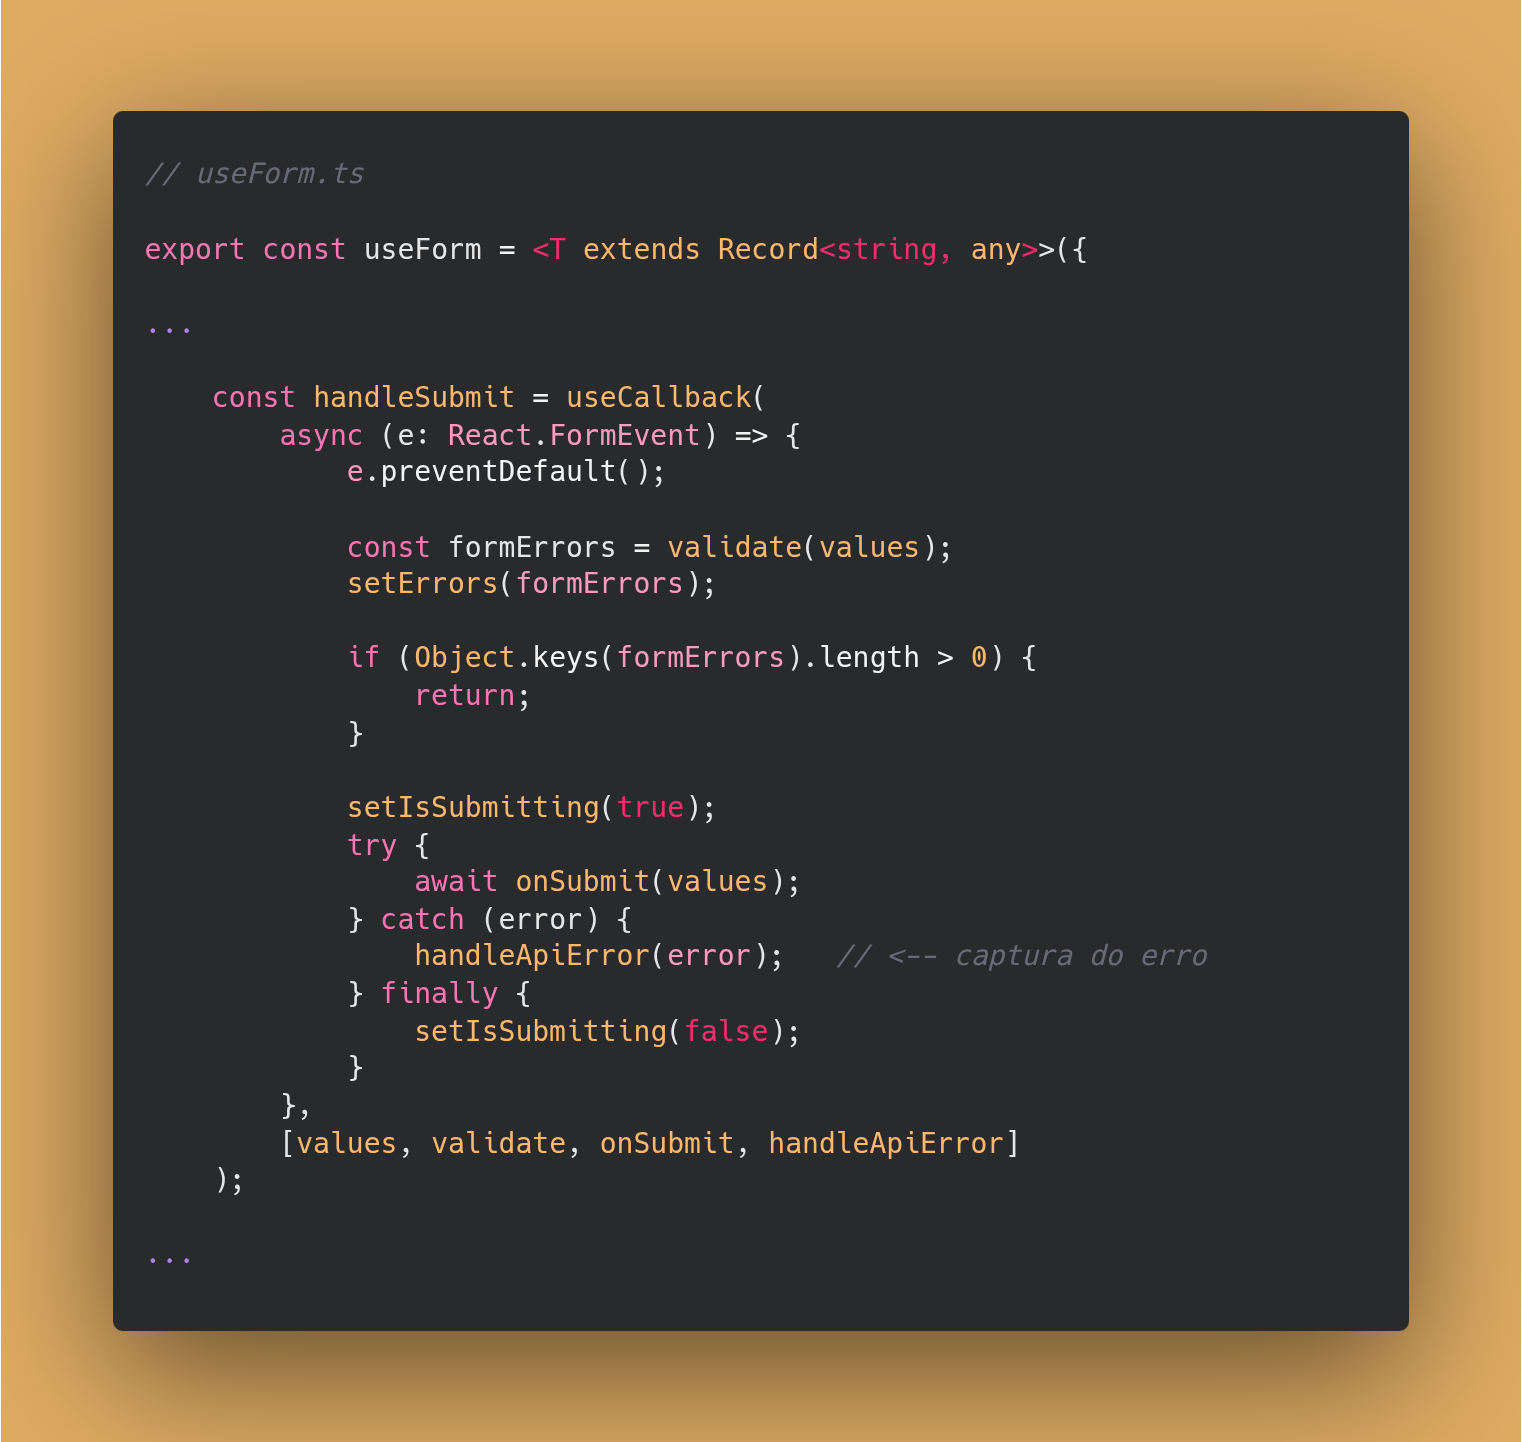 // useForm.ts

export const useForm = <T extends Record<string, any>>({

...

    const handleSubmit = useCallback(
        async (e: React.FormEvent) => {
            e.preventDefault();

            const formErrors = validate(values);
            setErrors(formErrors);

            if (Object.keys(formErrors).length > 0) {
                return;
            }

            setIsSubmitting(true);
            try {
                await onSubmit(values);
            } catch (error) {
                handleApiError(error);   // <-- captura do erro
            } finally {
                setIsSubmitting(false);
            }
        },
        [values, validate, onSubmit, handleApiError]
    );

...